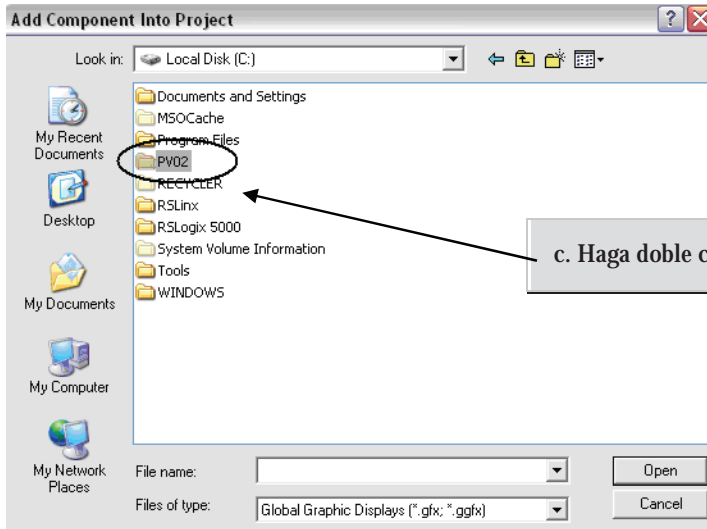 Add Component Into Project
Look in: Local Disk (C:)
My Recent Documents
Desktop
My Documents
My Computer
My Network Places
Documents and Settings
MSOCache
Program Files
PV02
RECYCLER
RSLinx
RSLogix 5000
System Volume Information
Tools
WINDOWS
c. Haga doble c
File name:
Open
Files of type: Global Graphic Displays (*.gfx; *.ggfx)
Cancel